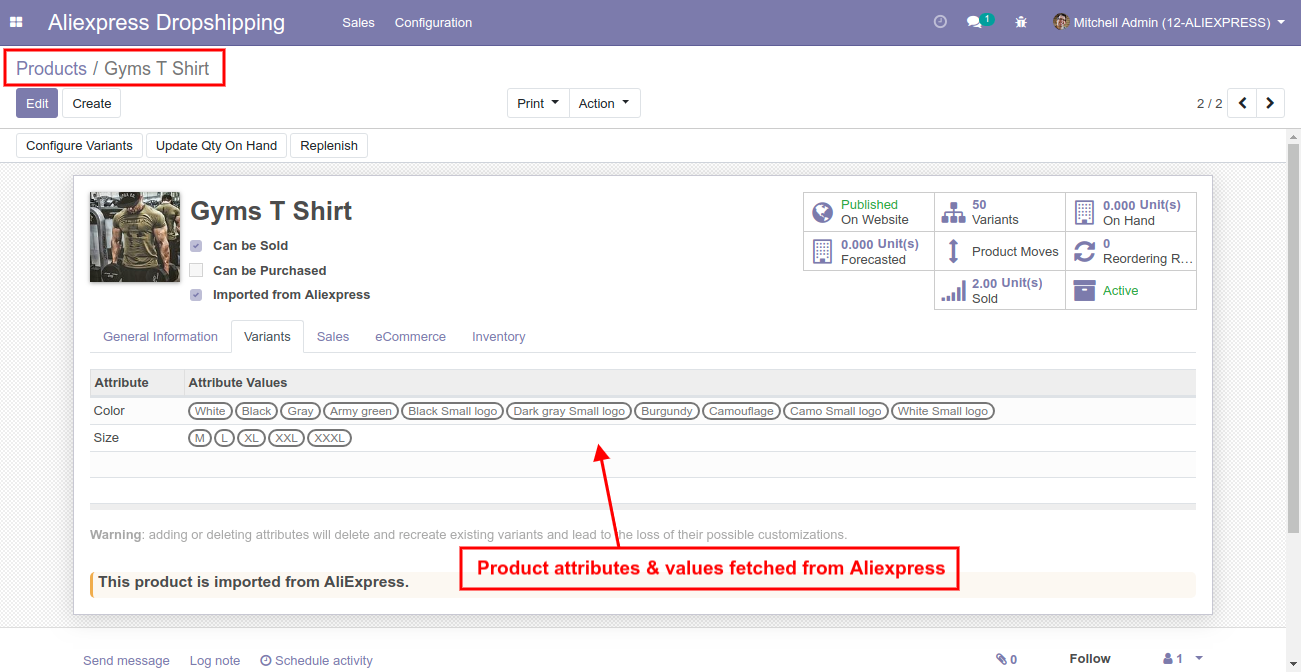 Aliexpress Dropshipping Sales Configuration 1 Mitchell Admin (12-ALIEXPRESS)
Products / Gyms T Shirt
Edit Create Print Action 2 / 2
Configure Variants Update Qty On Hand Replenish
Gyms T Shirt
Can be Sold
Can be Purchased
Imported from Aliexpress
Published
On Website
50
Variants
0.000 Unit(s)
On Hand
0.000 Unit(s)
Forecasted
Product Moves
0
Reordering R...
2.00 Unit(s)
Sold
Active
General Information Variants Sales eCommerce Inventory
Attribute Attribute Values
Color White Black Gray Army green Black Small logo Dark gray Small logo Burgundy Camouflage Camo Small logo White Small logo
Size M L XL XXL XXXL
Warning: adding or deleting attributes will delete and recreate existing variants and lead to the loss of their possible customizations.
Product attributes & values fetched from Aliexpress
This product is imported from AliExpress.
Send message Log note Schedule activity 0 Follow 1